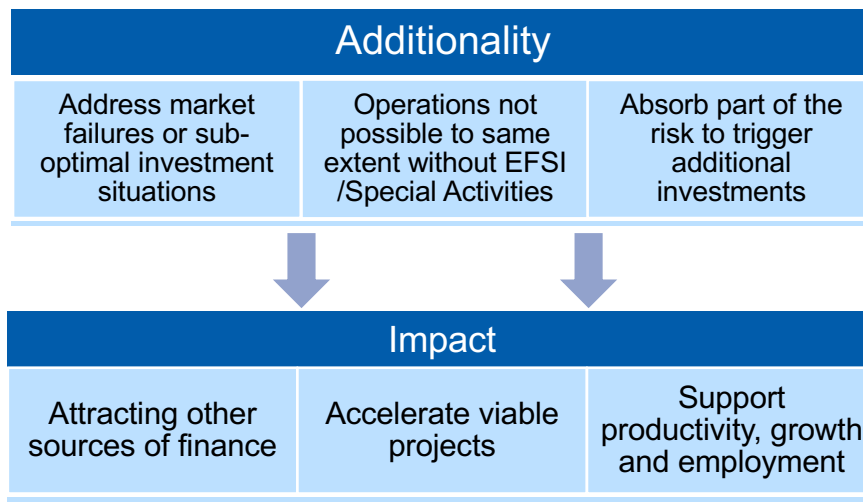 Additionality
Address market
failures or sub-
optimal investment
situations
Operations not
possible to same
extent without EFSI
/Special Activities
Absorb part of the
risk to trigger
additional
investments
Impact
Attracting other
sources of finance
Accelerate viable
projects
Support
productivity, growth
and employment